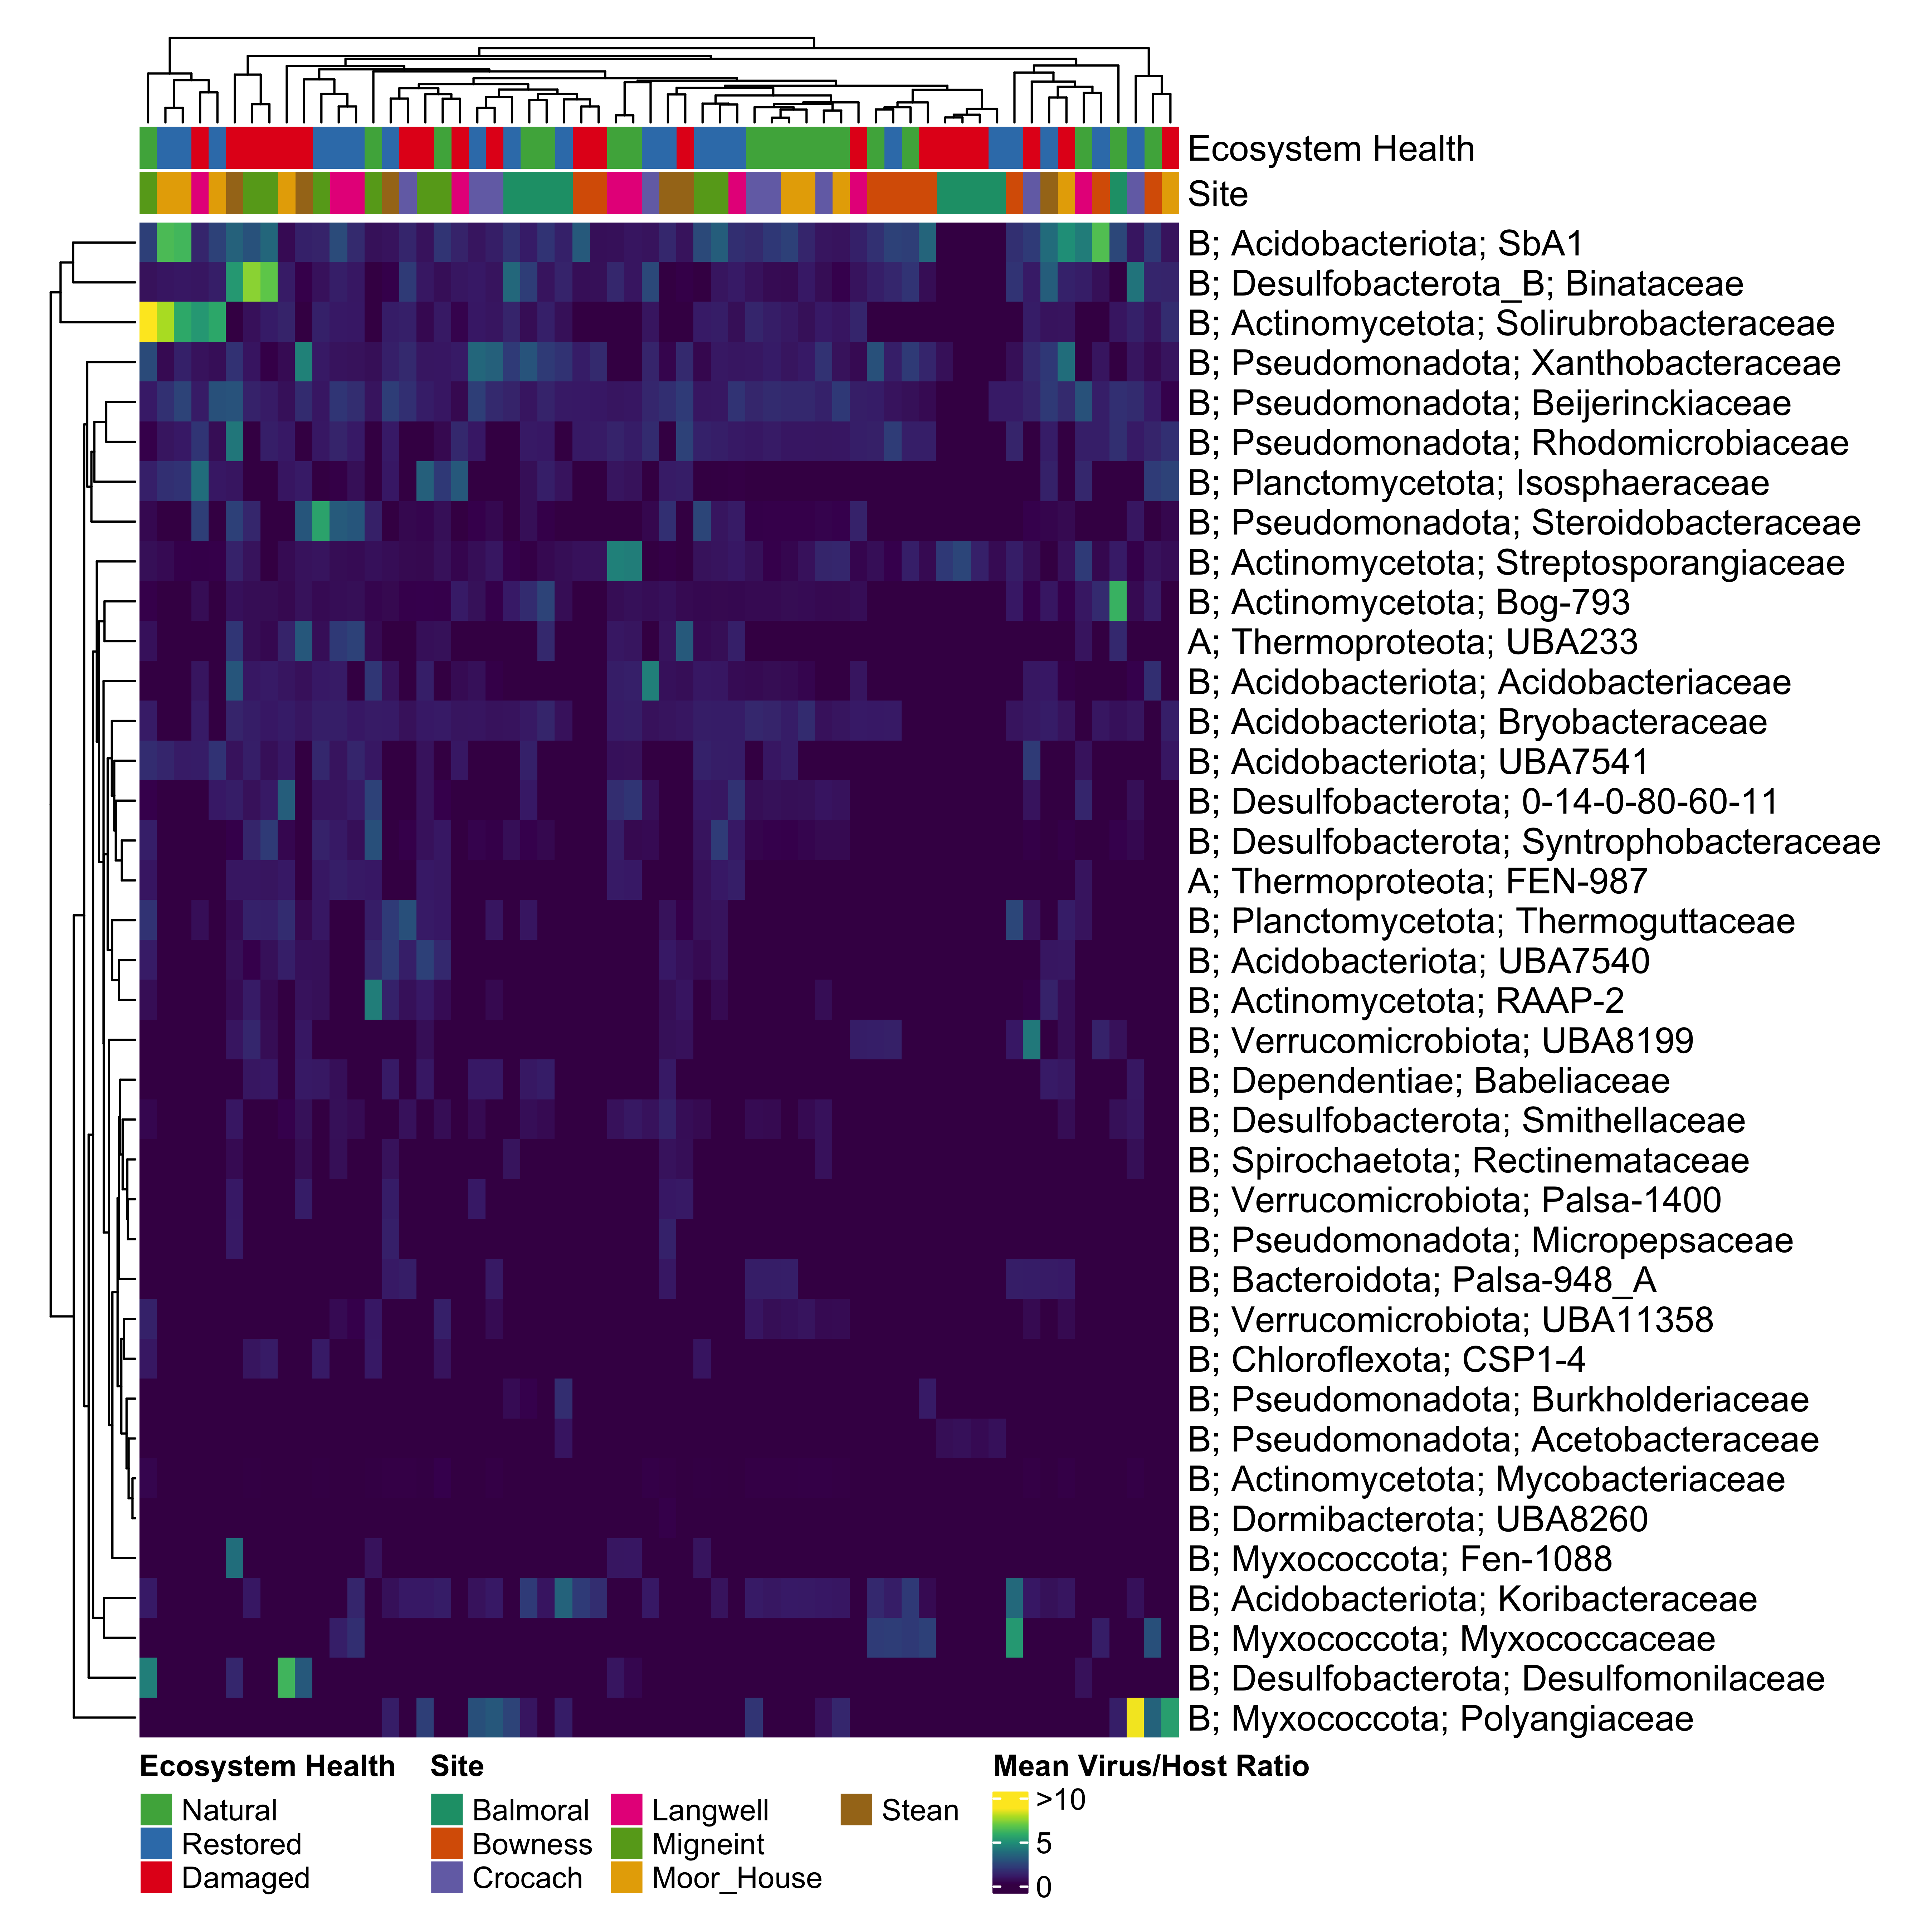 Ecosystem Health
Site
B; Acidobacteriota; SbA1
B; Desulfobacterota_B; Binataceae
B; Actinomycetota; Solirubrobacteraceae
B; Pseudomonadota; Xanthobacteraceae
B; Pseudomonadota; Beijerinckiaceae
B; Pseudomonadota; Rhodomicrobiaceae
B; Planctomycetota; Isosphaeraceae
B; Pseudomonadota; Steroidobacteraceae
B; Actinomycetota; Streptosporangiaceae
B; Actinomycetota; Bog-793
A; Thermoproteota; UBA233
B; Acidobacteriota; Acidobacteriaceae
B; Acidobacteriota; Bryobacteraceae
B; Acidobacteriota; UBA7541
B; Desulfobacterota; 0-14-0-80-60-11
B; Desulfobacterota; Syntrophobacteraceae
A; Thermoproteota; FEN-987
B; Planctomycetota; Thermoguttaceae
B; Acidobacteriota; UBA7540
B; Actinomycetota; RAAP-2
B; Verrucomicrobiota; UBA8199
B; Dependentiae; Babeliaceae
B; Desulfobacterota; Smithellaceae
B; Spirochaetota; Rectinemataceae
B; Verrucomicrobiota; Palsa-1400
B; Pseudomonadota; Micropepsaceae
B; Bacteroidota; Palsa-948_A
B; Verrucomicrobiota; UBA11358
B; Chloroflexota; CSP1-4
B; Pseudomonadota; Burkholderiaceae
B; Pseudomonadota; Acetobacteraceae
B; Actinomycetota; Mycobacteriaceae
B; Dormibacterota; UBA8260
B; Myxococcota; Fen-1088
B; Acidobacteriota; Koribacteraceae
B; Myxococcota; Myxococcaceae
B; Desulfobacterota; Desulfomonilaceae
B; Myxococcota; Polyangiaceae
Ecosystem Health
Natural
Restored
Damaged
Site
Balmoral
Bowness
Crocach
Langwell
Migneint
Moor_House
Stean
Mean Virus/Host Ratio
>10
5
0